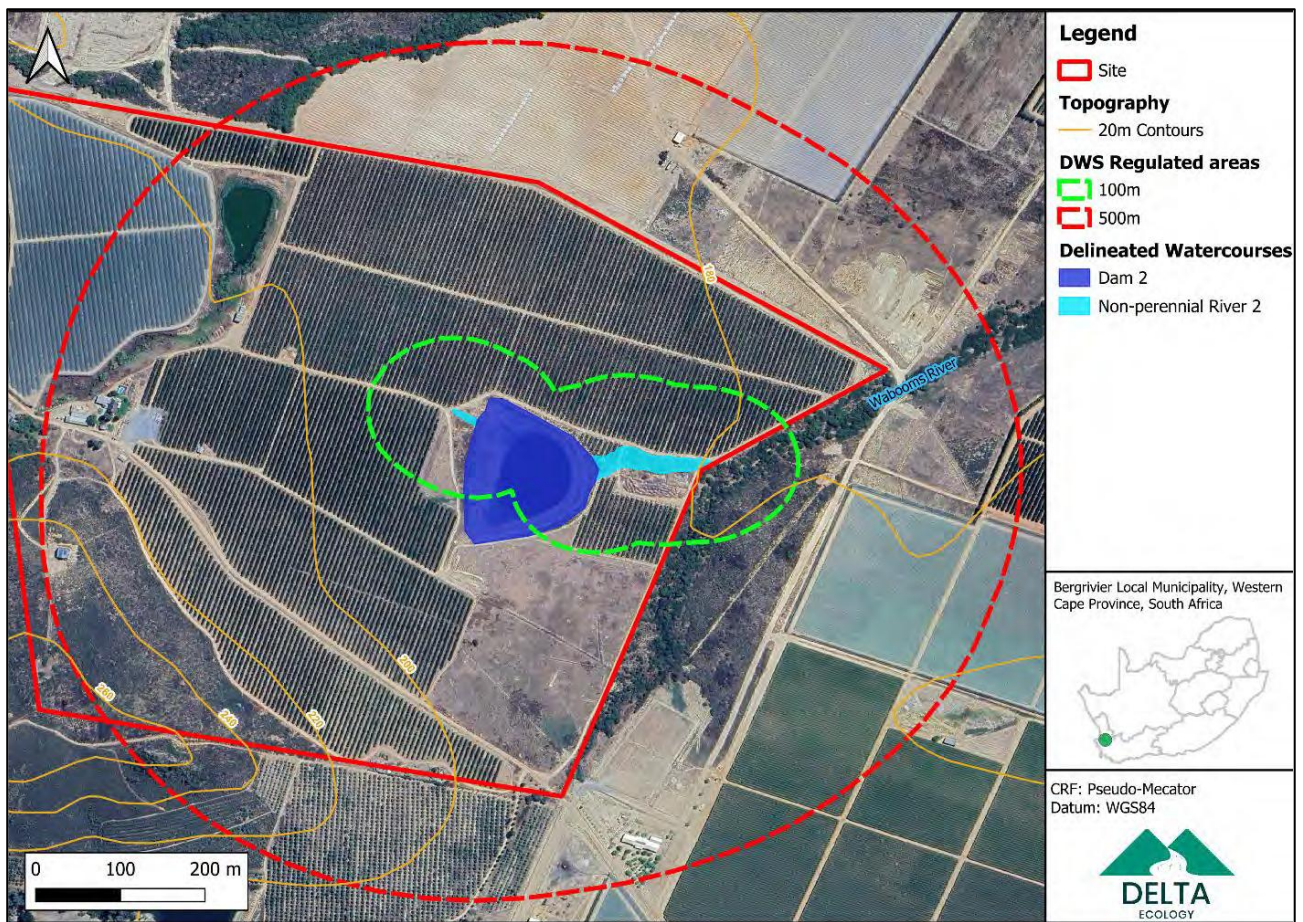 Legend
Site
Topography
20m Contours
DWS Regulated areas
100m
500m
Delineated Watercourses
Dam 2
Non-perennial River 2
180
Wabooms River
200
220
240
260
0 100 200 m
Bergrivier Local Municipality, Western
Cape Province, South Africa
CRF: Pseudo-Mecator
Datum: WGS84
DELTA
ECOLOGY